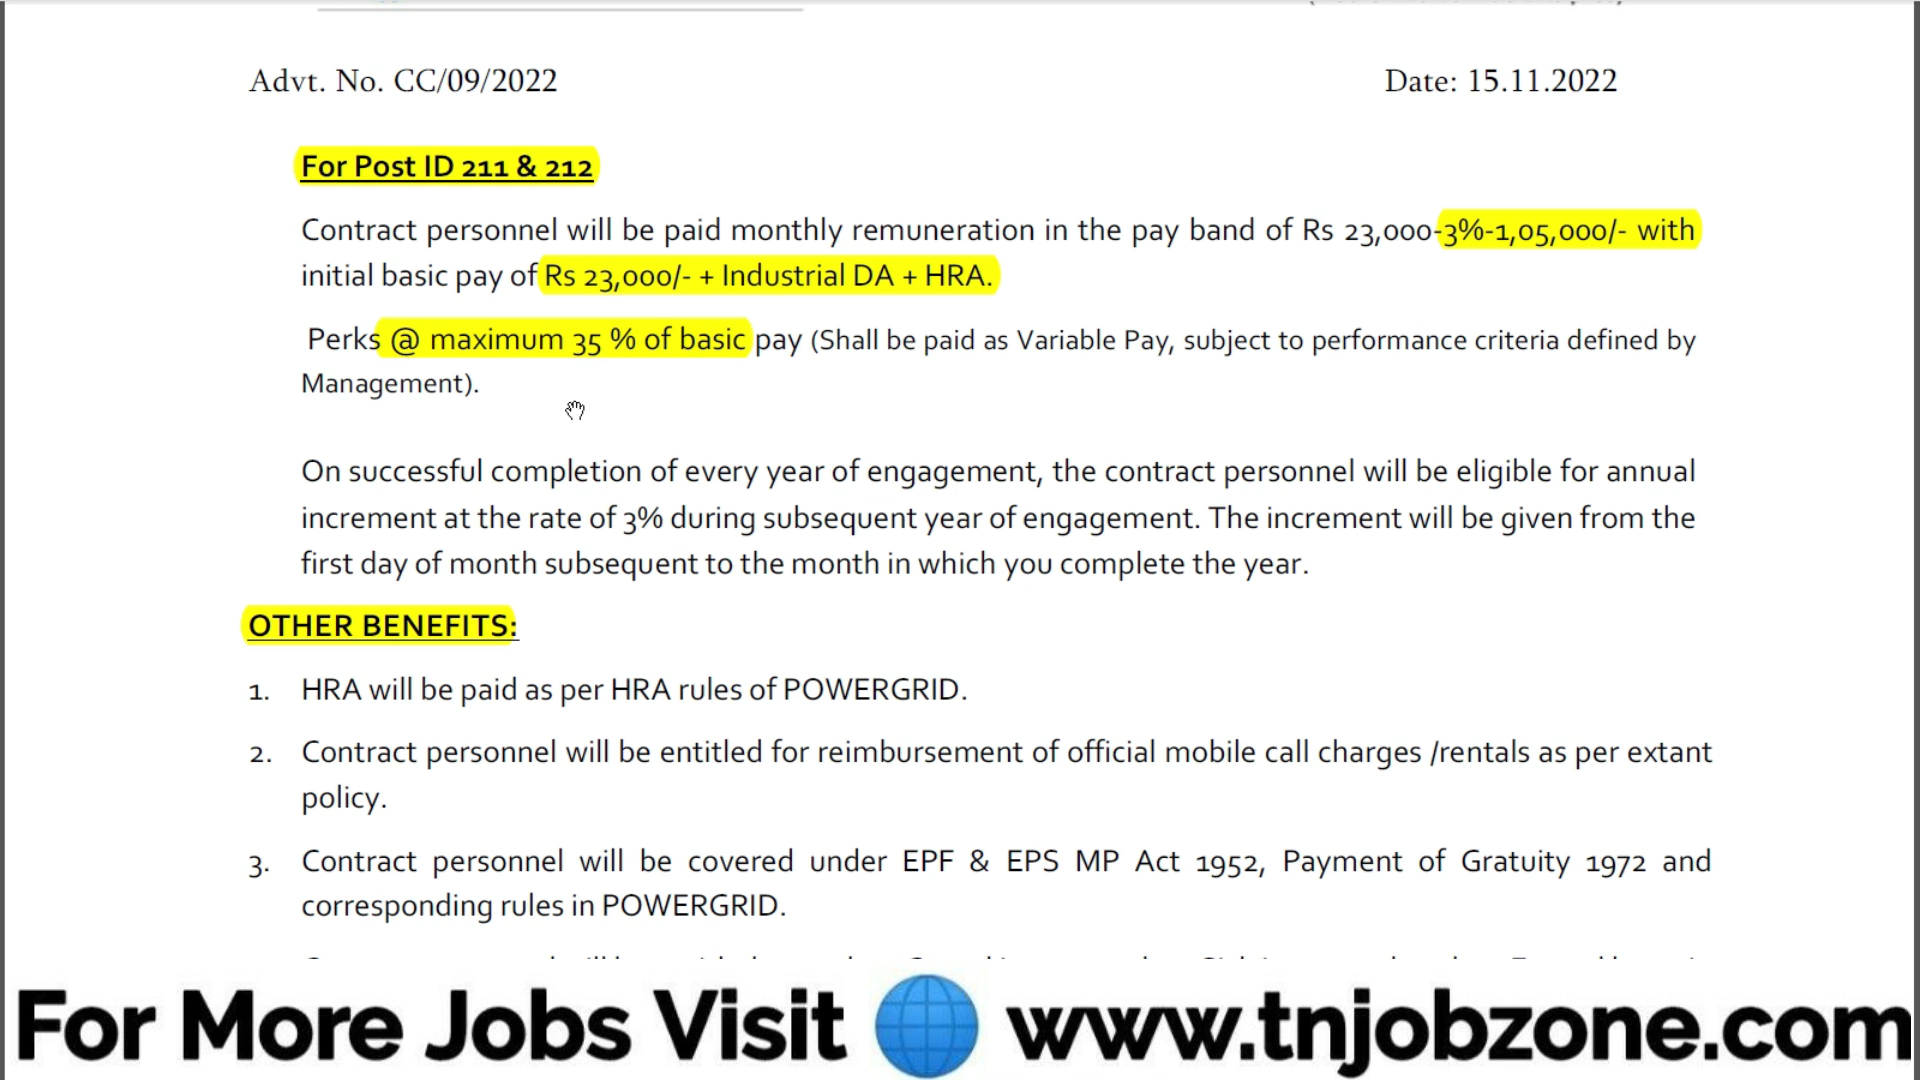 Advt. No. CC/09/2022 Date: 15.11.2022
For Post ID 211 & 212
Contract personnel will be paid monthly remuneration in the pay band of Rs 23,000-3%-1,05,000/- with
initial basic pay of Rs 23,000/- + Industrial DA + HRA.
Perks @ maximum 35 % of basic pay (Shall be paid as Variable Pay, subject to performance criteria defined by
Management).
On successful completion of every year of engagement, the contract personnel will be eligible for annual
increment at the rate of 3% during subsequent year of engagement. The increment will be given from the
first day of month subsequent to the month in which you complete the year.
OTHER BENEFITS:
1. HRA will be paid as per HRA rules of POWERGRID.
2. Contract personnel will be entitled for reimbursement of official mobile call charges /rentals as per extant
policy.
3. Contract personnel will be covered under EPF & EPS MP Act 1952, Payment of Gratuity 1972 and
corresponding rules in POWERGRID.
For More Jobs Visit www.tnjobzone.com